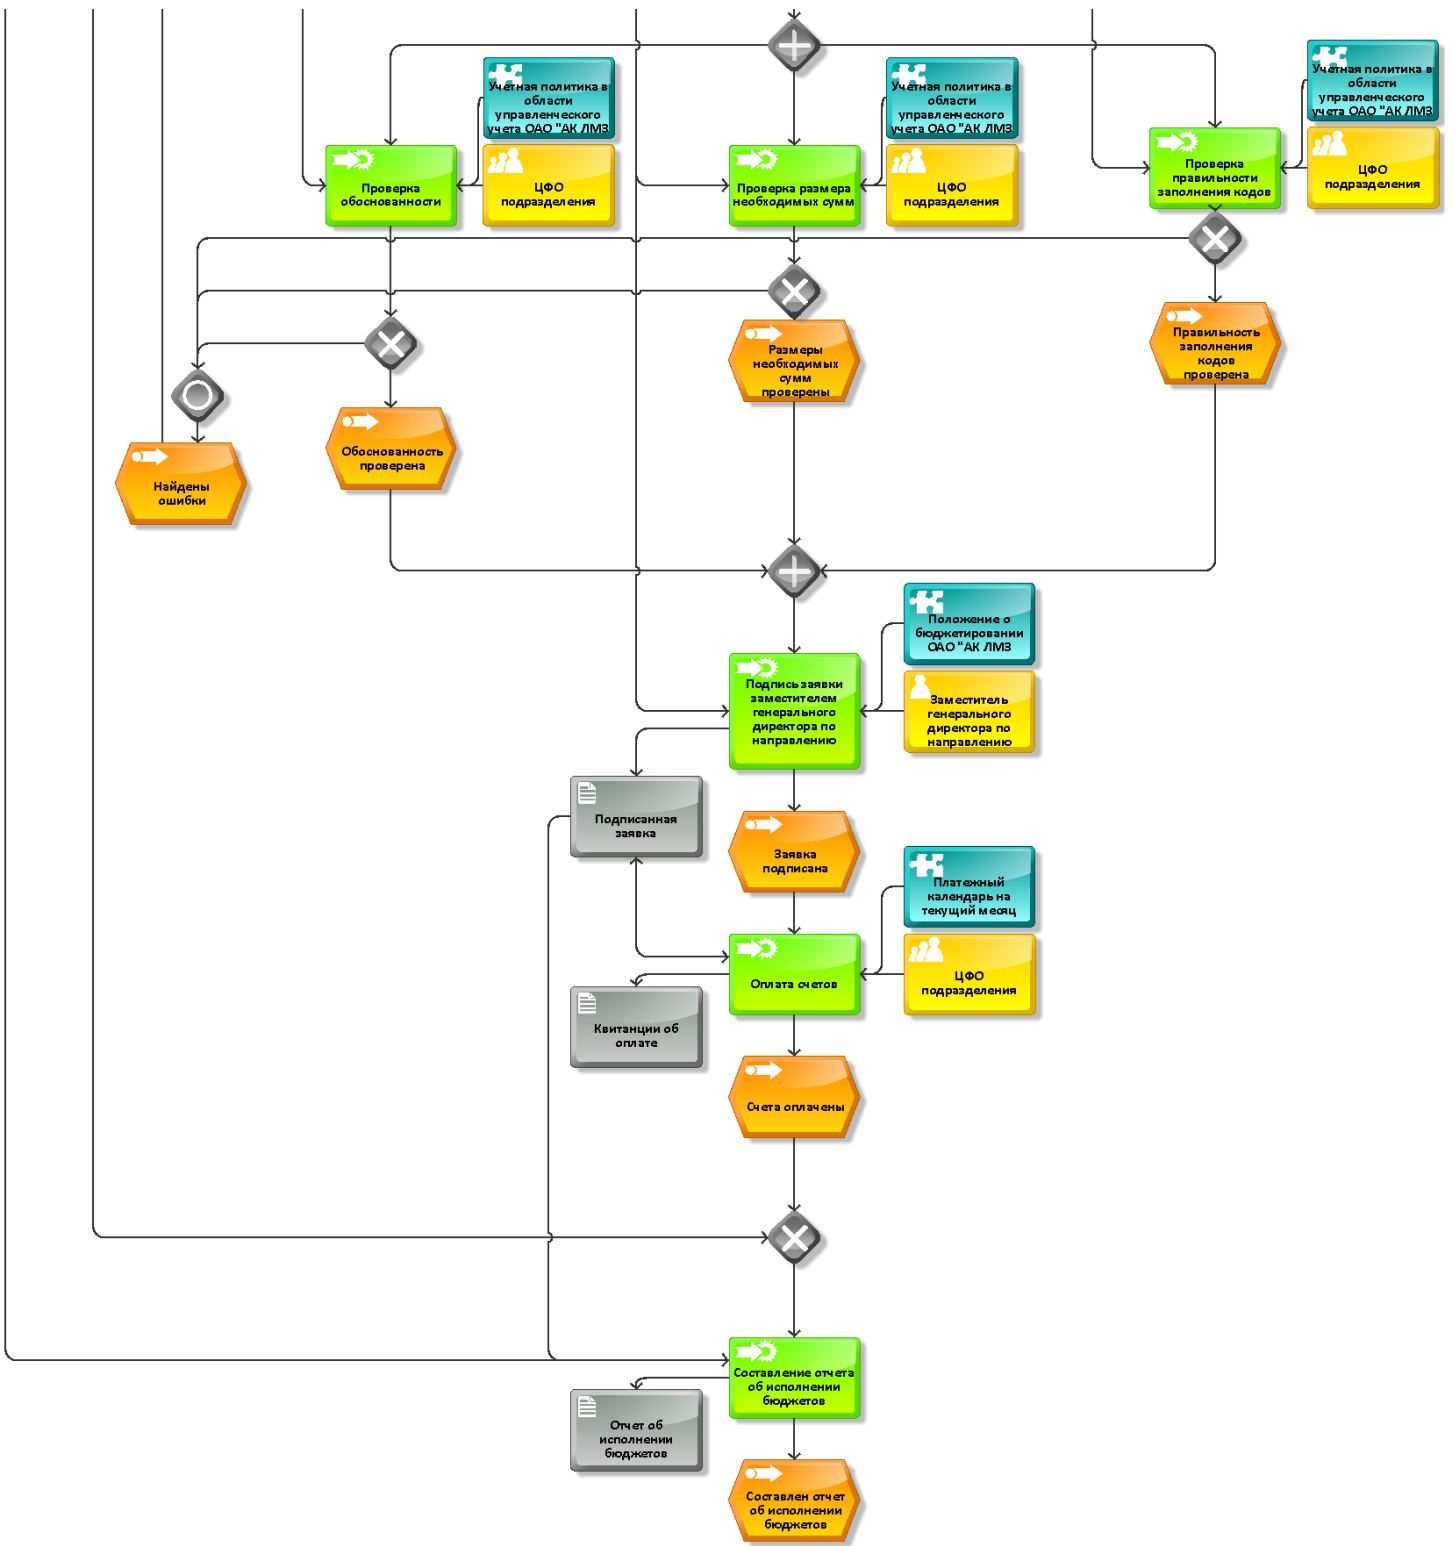 Учетная политика в
области
управленческого
учета ОАО "АК ЛМЗ
Учетная политика в
области
управленческого
учета ОАО "АК ЛМЗ
Учетная политика в
области
управленческого
учета ОАО "АК ЛМЗ
Проверка
обоснованности
ЦФО
подразделения
Проверка размера
необходимых сумм
ЦФО
подразделения
Проверка
правильности
заполнения кодов
ЦФО
подразделения
Размеры
необходимых
сумм
проверены
Правильность
заполнения
кодов
проверена
Найдены
ошибки
Обоснованность
проверена
Положение о
бюджетировании
ОАО "АК ЛМЗ
Подпись заявки
заместителем
генерального
директора по
направлению
Заместитель
генерального
директора по
направлению
Подписанная
заявка
Заявка
подписана
Платежный
календарь на
текущий месяц
Оплата счетов
ЦФО
подразделения
Квитанции об
оплате
Счета оплачены
Составление отчета
об исполнении
бюджетов
Отчет об
исполнении
бюджетов
Составлен отчет
об исполнении
бюджетов